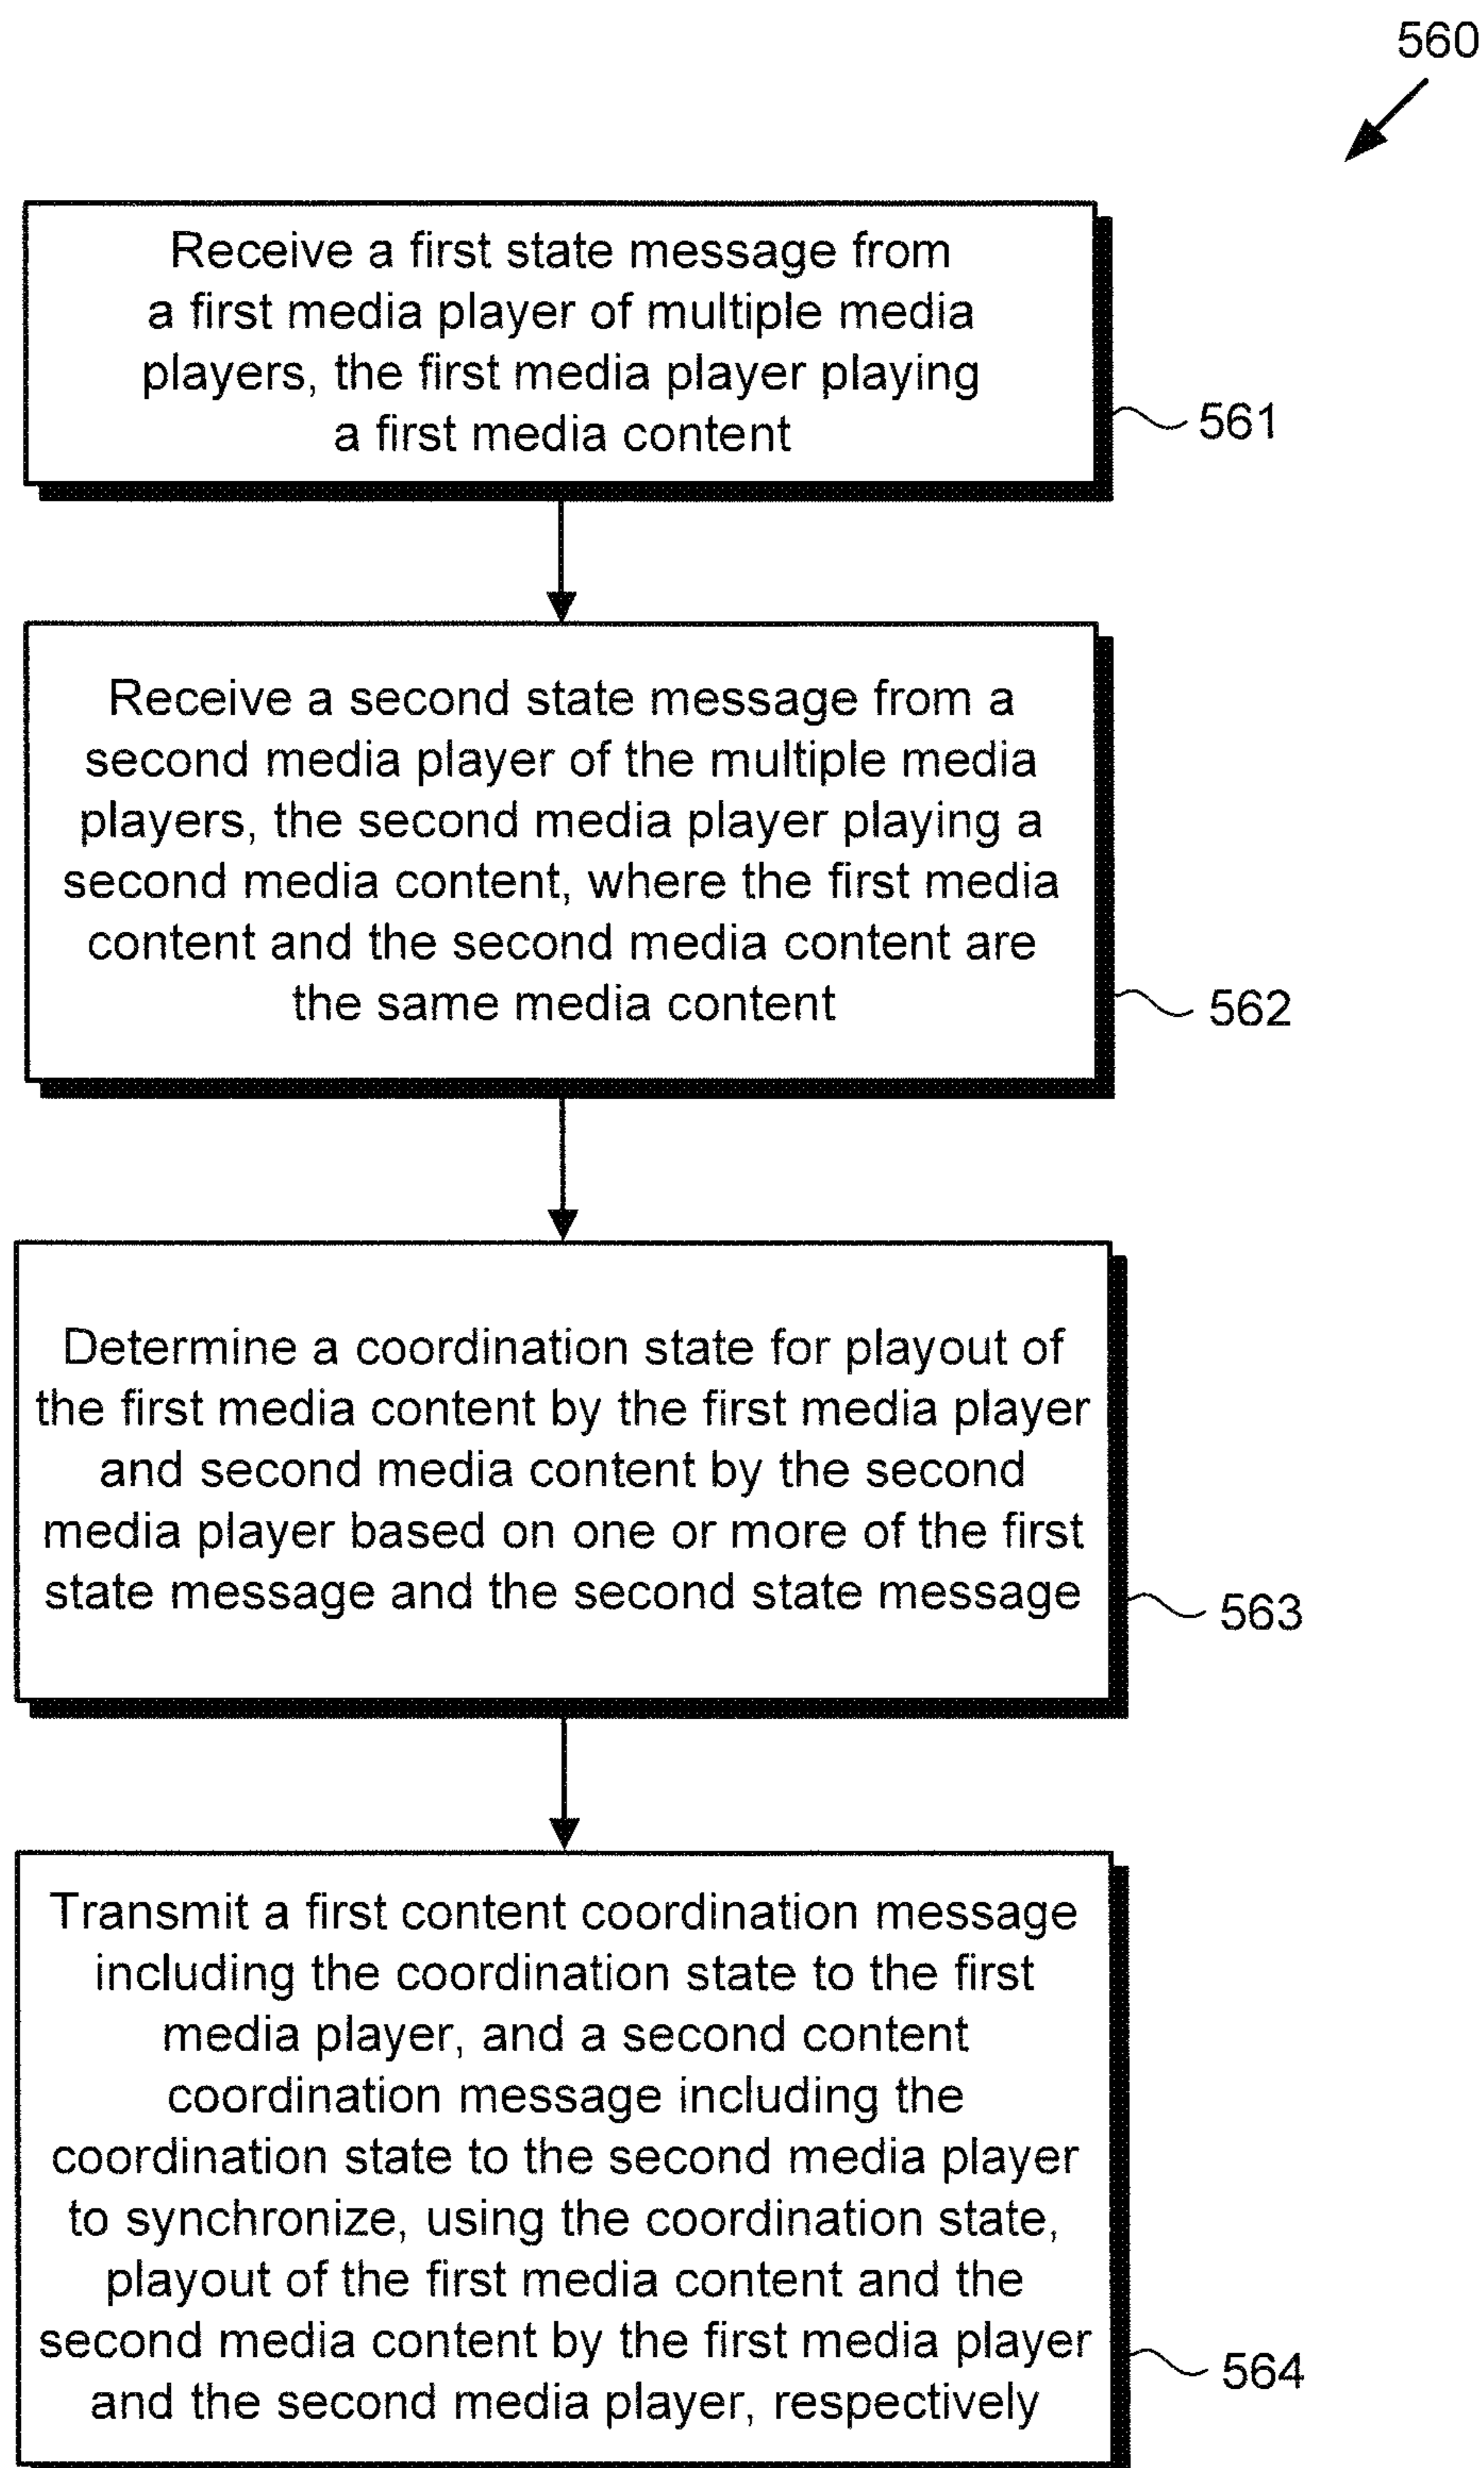 560
Receive a first state message from
a first media player of multiple media
players, the first media player playing
a first media content
561
Receive a second state message from a
second media player of the multiple media
players, the second media player playing a
second media content, where the first media
content and the second media content are
the same media content
562
Determine a coordination state for playout of
the first media content by the first media player
and second media content by the second
media player based on one or more of the first
state message and the second state message
563
Transmit a first content coordination message
including the coordination state to the first
media player, and a second content
coordination message including the
coordination state to the second media player
to synchronize, using the coordination state,
playout of the first media content and the
second media content by the first media player
and the second media player, respectively
564